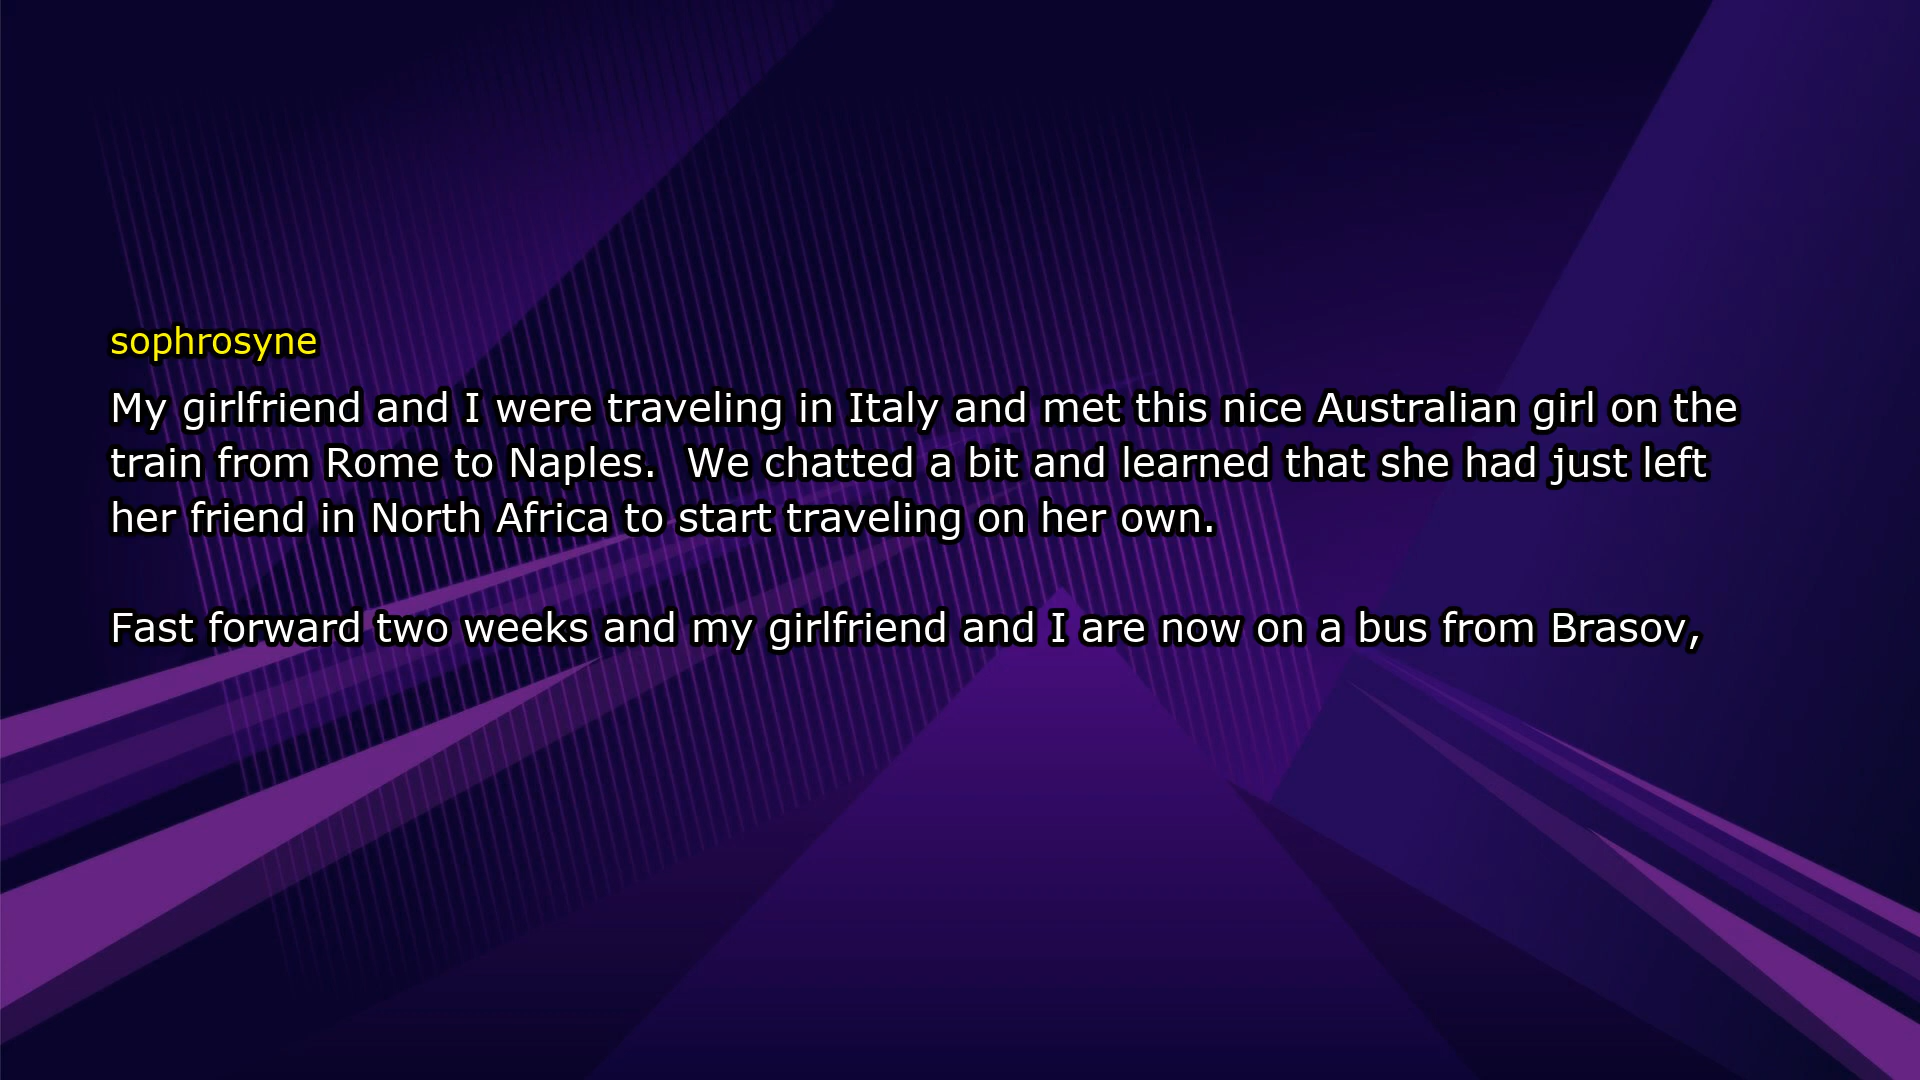 sophrosyne
My girlfriend and I were traveling in Italy and met this nice Australian girl on the
train from Rome to Naples.  We chatted a bit and learned that she had just left
her friend in North Africa to start traveling on her own.
Fast forward two weeks and my girlfriend and I are now on a bus from Brasov,